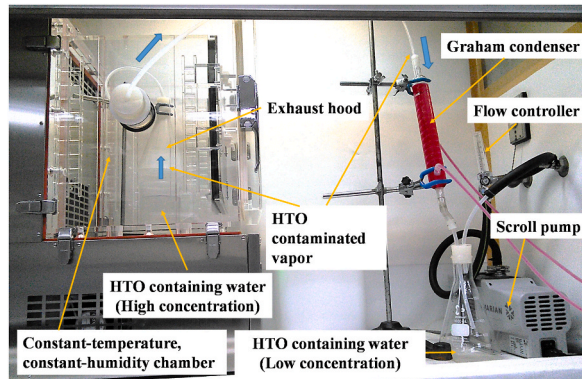 Graham condenser
Flow controller
Exhaust hood
HTO
contaminated
vapor
Scroll pump
HTO containing water
(High concentration)
VARIAN
Constant-temperature,
constant-humidity chamber
HTO containing water
(Low concentration)